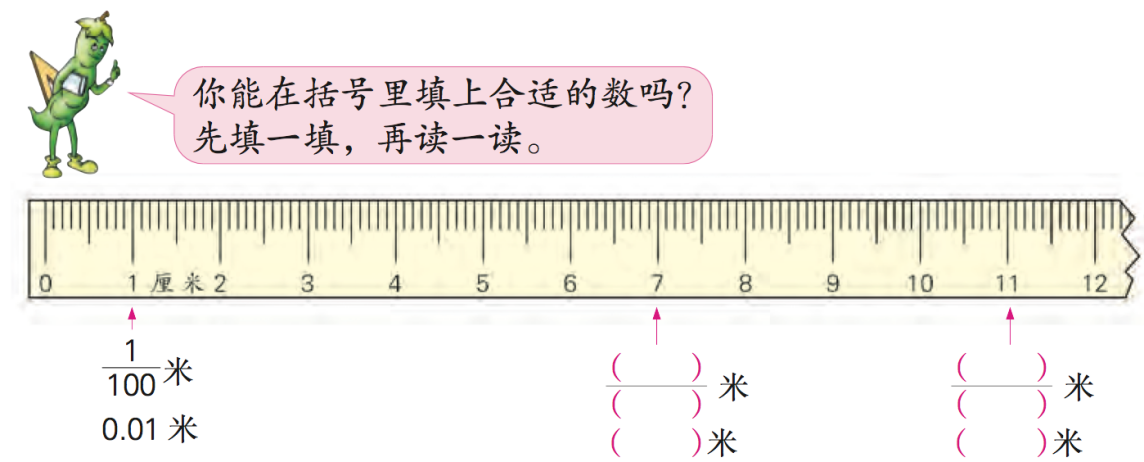 你能在括号里填上合适的数吗?
先填一填，再读一读。
0 1 厘米 2 3 4 5 6 7 8 9 10 11 12
1/100 米 ( )/( ) 米 ( )/( ) 米
0.01 米 ( )米 ( )米